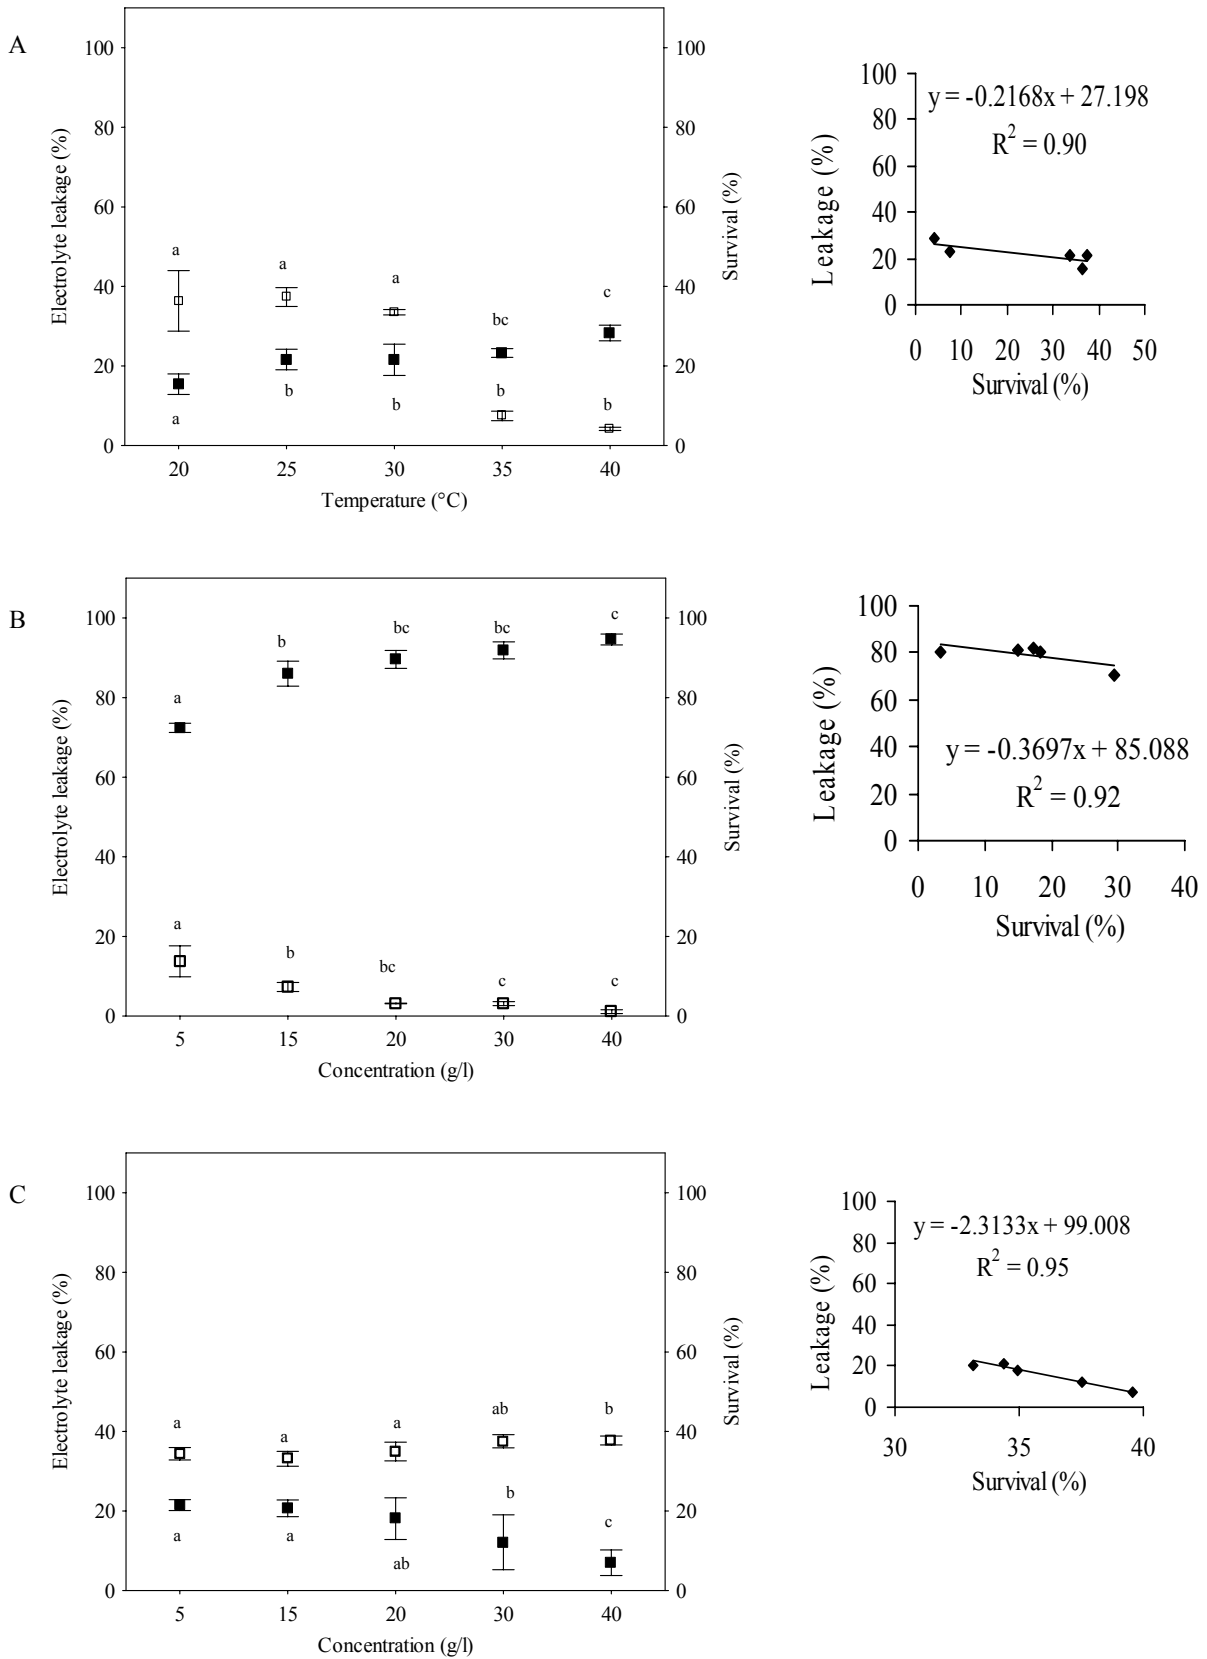 A
Electrolyte leakage (%)
100
80
60
40
20
0
a
a
a
bc
c
a
b
b
b
b
20 25 30 35 40
Temperature (°C)
100
80
60
40
20
0
Survival (%)
Leakage (%)
100
80
60
40
20
0
y = -0.2168x + 27.198
R² = 0.90
0 10 20 30 40 50
Survival (%)
B
Electrolyte leakage (%)
100
80
60
40
20
0
a
b
bc
bc
c
a
b
bc
c
c
5 15 20 30 40
Concentration (g/l)
100
80
60
40
20
0
Survival (%)
Leakage (%)
100
80
60
40
20
0
y = -0.3697x + 85.088
R² = 0.92
0 10 20 30 40
Survival (%)
C
Electrolyte leakage (%)
100
80
60
40
20
0
a
a
a
ab
b
a
a
ab
b
c
5 15 20 30 40
Concentration (g/l)
100
80
60
40
20
0
Survival (%)
Leakage (%)
100
80
60
40
20
0
y = -2.3133x + 99.008
R² = 0.95
30 35 40
Survival (%)